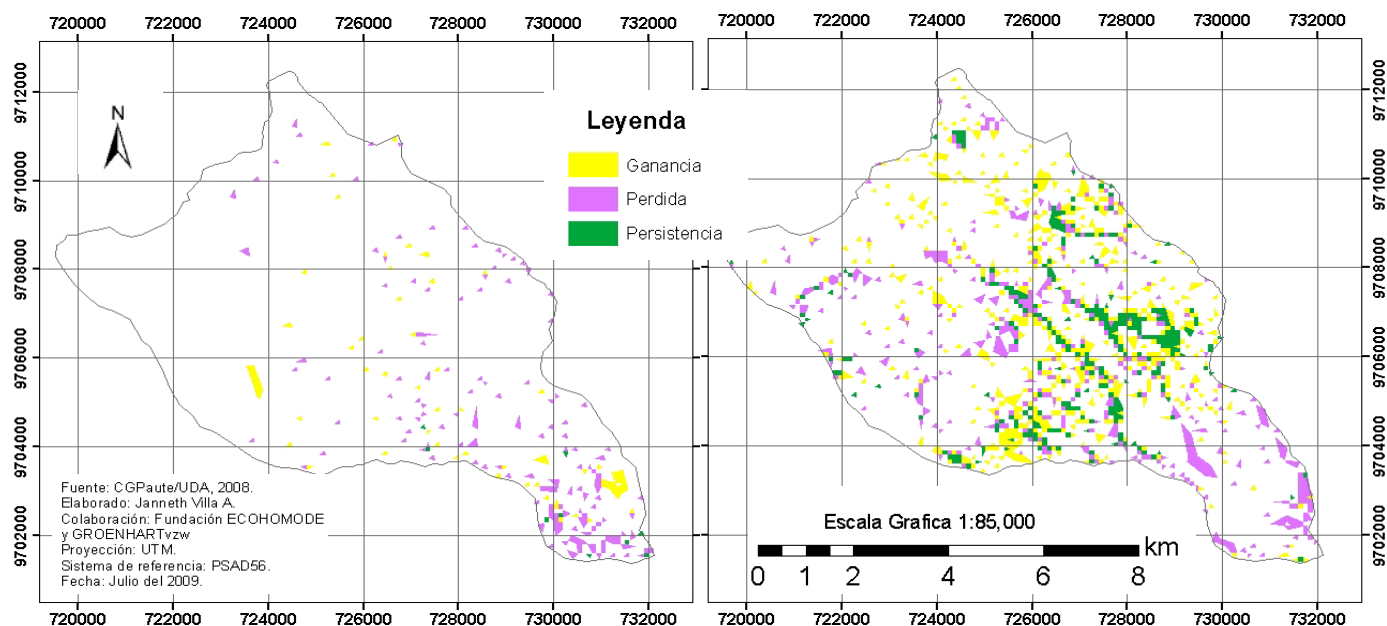 720000 722000 724000 726000 728000 730000 732000
720000 722000 724000 726000 728000 730000 732000
9712000
9710000
9708000
9706000
9704000
9702000
N
Leyenda
Ganancia
Perdida
Persistencia
9712000
9710000
9708000
9706000
9704000
9702000
Fuente: CGPaute/UDA, 2008.
Elaborado: Janneth Villa A.
Colaboración: Fundación ECOHOMODE
y GROENHARTvzw
Proyección: UTM.
Sistema de referencia: PSAD56.
Fecha: Julio del 2009.
Escala Grafica 1:85,000
km
0 1 2 4 6 8
720000 722000 724000 726000 728000 730000 732000
720000 722000 724000 726000 728000 730000 732000